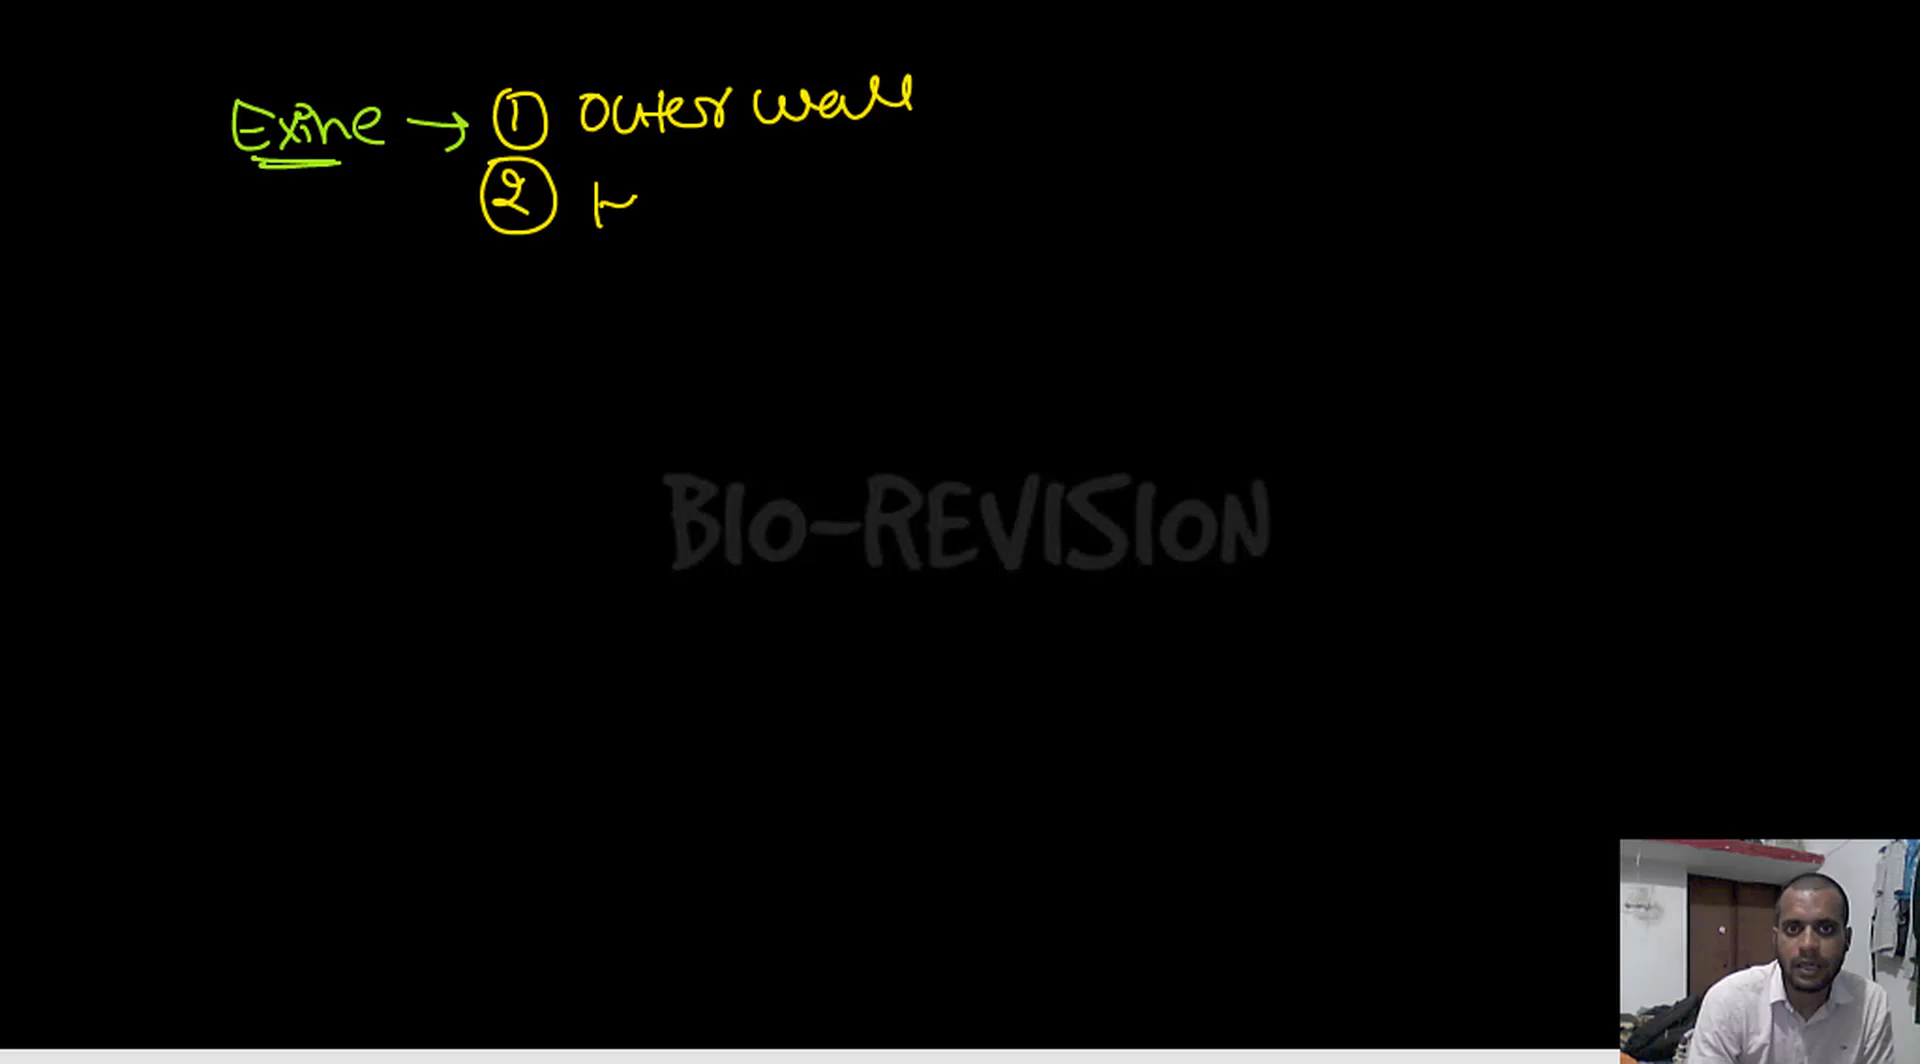 Exine → ① outer wall
②
BIO-REVISION